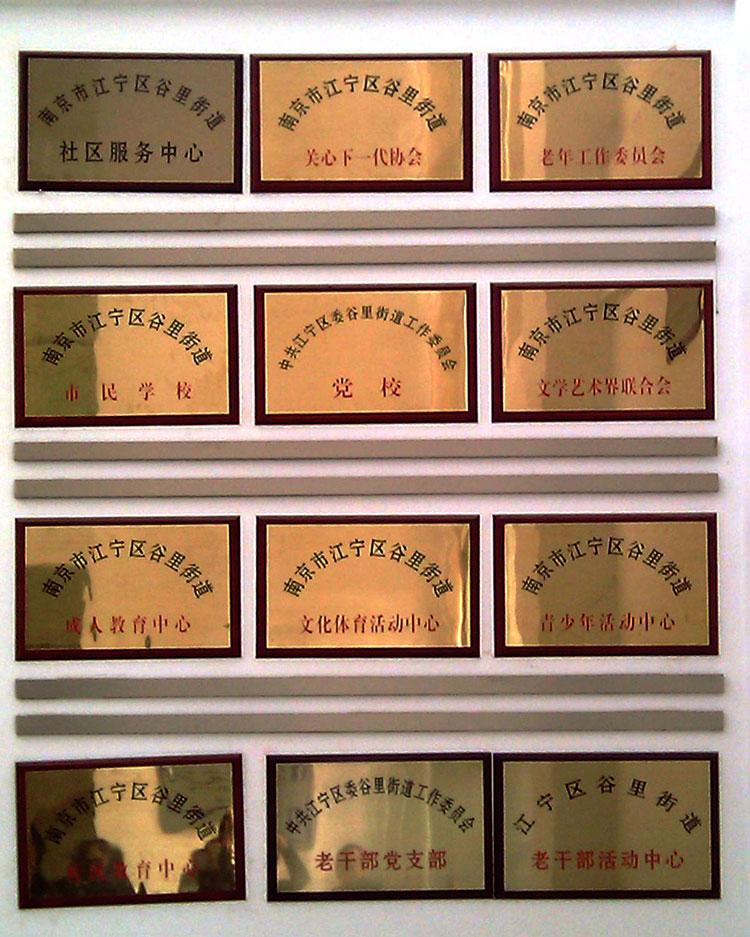 南京市江宁区谷里街道
社区服务中心
南京市江宁区谷里街道
关心下一代协会
南京市江宁区谷里街道
老年工作委员会
南京市江宁区谷里街道
市民学校
中共江宁区委谷里街道工作委员会
党校
南京市江宁区谷里街道
文学艺术界联合会
南京市江宁区谷里街道
成人教育中心
南京市江宁区谷里街道
文化体育活动中心
南京市江宁区谷里街道
青少年活动中心
南京市江宁区谷里街道
教育中心
中共江宁区委谷里街道工作委员会
老干部党支部
江宁区谷里街道
老干部活动中心